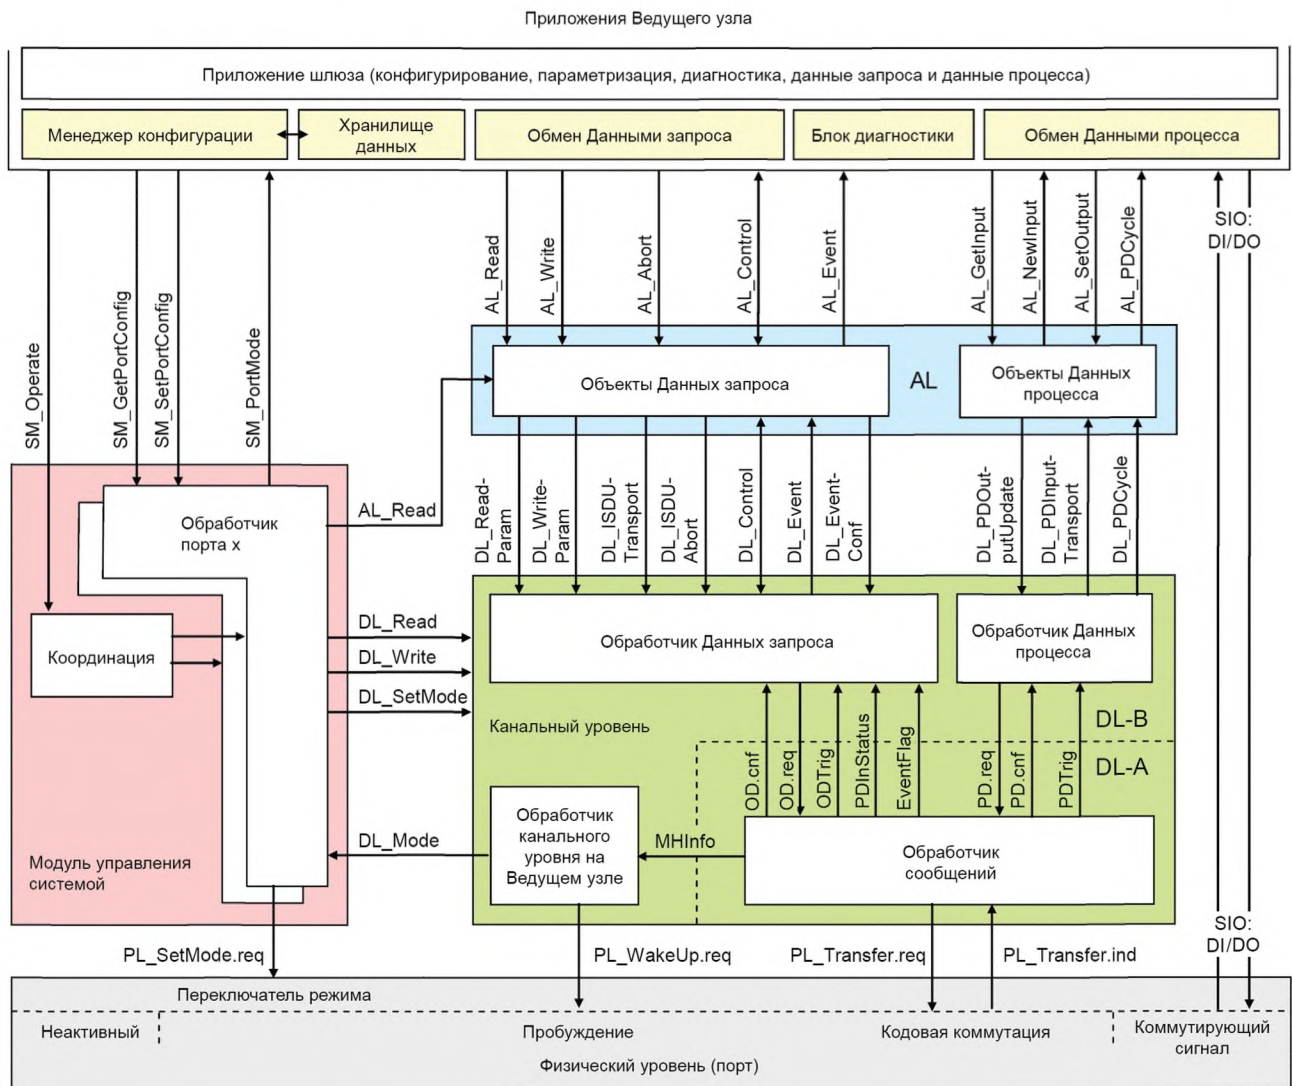 Приложения Ведущего узла
Приложение шлюза (конфигурирование, параметризация, диагностика, данные запроса и данные процесса)
Менеджер конфигурации
Хранилище
данных
Обмен Данными запроса
Блок диагностики
Обмен Данными процесса
SM_Operate
SM_GetPortConfig
SM_SetPortConfig
SM_PortMode
AL_Read
AL_Write
AL_Abort
AL_Control
AL_Event
AL_GetInput
AL_NewInput
AL_SetOutput
AL_PDCycle
SIO:
DI/DO
Объекты Данных запроса
AL
Объекты Данных
процесса
AL_Read
DL_Read-
Param
DL_Write-
Param
DL_ISDU-
Transport
DL_ISDU-
Abort
DL_Control
DL_Event
DL_Event-
Conf
DL_PDOut-
putUpdate
DL_PDInput-
Transport
DL_PDCycle
Обработчик
порта x
Координация
DL_Read
DL_Write
DL_SetMode
Обработчик Данных запроса
Обработчик Данных
процесса
Канальный уровень
DL-B
DL-A
OD.cnf
OD.req
ODTrig
PDInStatus
EventFlag
PD.req
PD.cnf
PDTrig
Обработчик
канального
уровня на
Ведущем узле
DL_Mode
MHInfo
Обработчик
сообщений
Модуль управления
системой
PL_SetMode.req
PL_WakeUp.req
PL_Transfer.req
PL_Transfer.ind
SIO:
DI/DO
Переключатель режима
Неактивный
Пробуждение
Кодовая коммутация
Коммутирующий
сигнал
Физический уровень (порт)